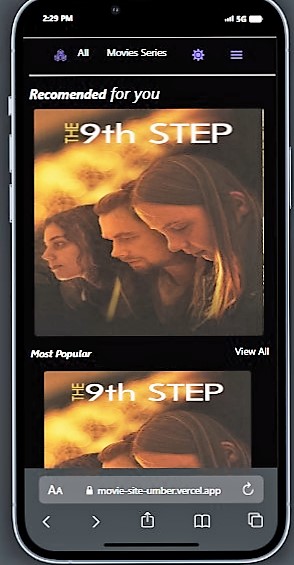 2:29 PM 5G
All Movies Series
Recomended for you
THE 9th STEP
Most Popular View All
THE 9th STEP
AA movie-site-umber.vercel.app